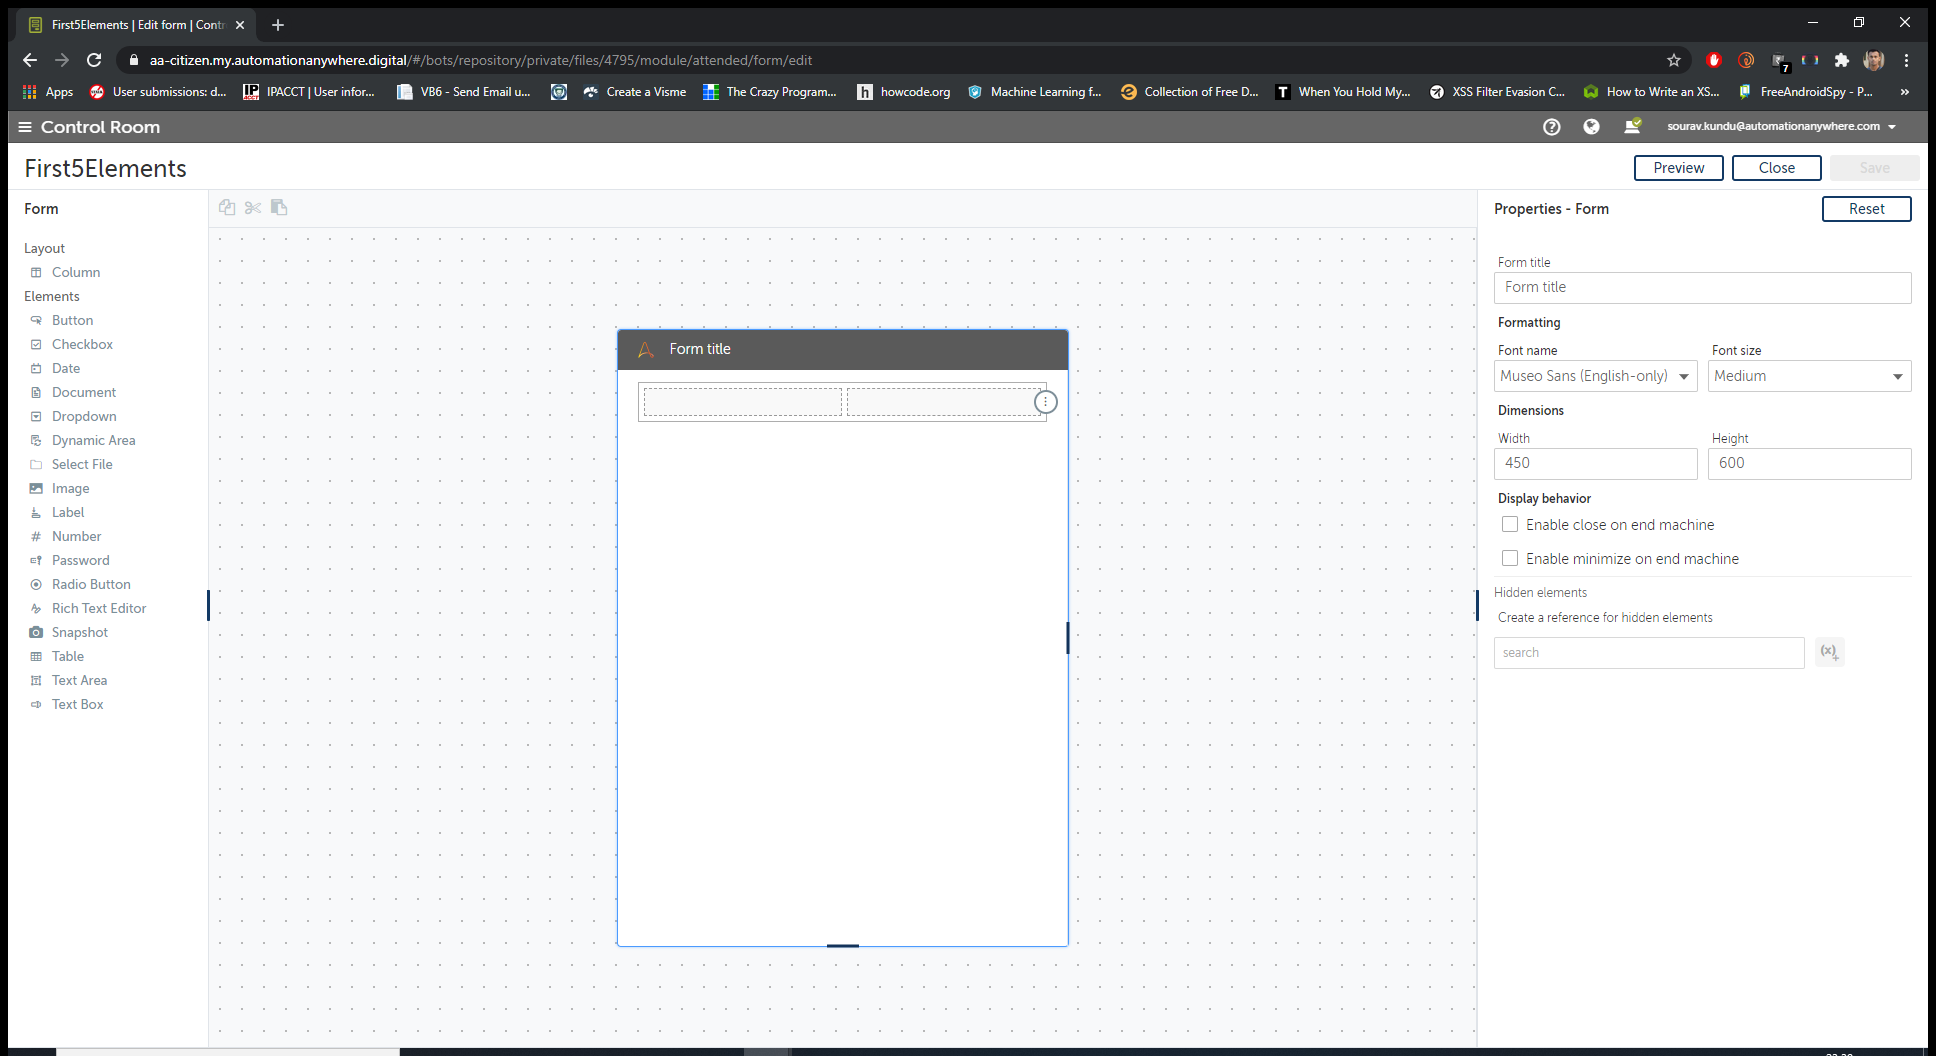 First5Elements | Edit form | Contr
aa-citizen.my.automationanywhere.digital/#/bots/repository/private/files/4795/module/attended/form/edit
7
Apps User submissions: d... IPACCT | User infor... VB6 - Send Email u... Create a Visme The Crazy Program... howcode.org Machine Learning f... Collection of Free D... When You Hold My... XSS Filter Evasion C... How to Write an XS... FreeAndroidSpy - P... »
Control Room
sourav.kundu@automationanywhere.com
First5Elements
Preview Close Save
Form
Layout
Column
Elements
Button
Checkbox
Date
Document
Dropdown
Dynamic Area
Select File
Image
Label
Number
Password
Radio Button
Rich Text Editor
Snapshot
Table
Text Area
Text Box
Form title
Properties - Form
Reset
Form title
Form title
Formatting
Font name Font size
Museo Sans (English-only) Medium
Dimensions
Width Height
450 600
Display behavior
Enable close on end machine
Enable minimize on end machine
Hidden elements
Create a reference for hidden elements
search
(x)+